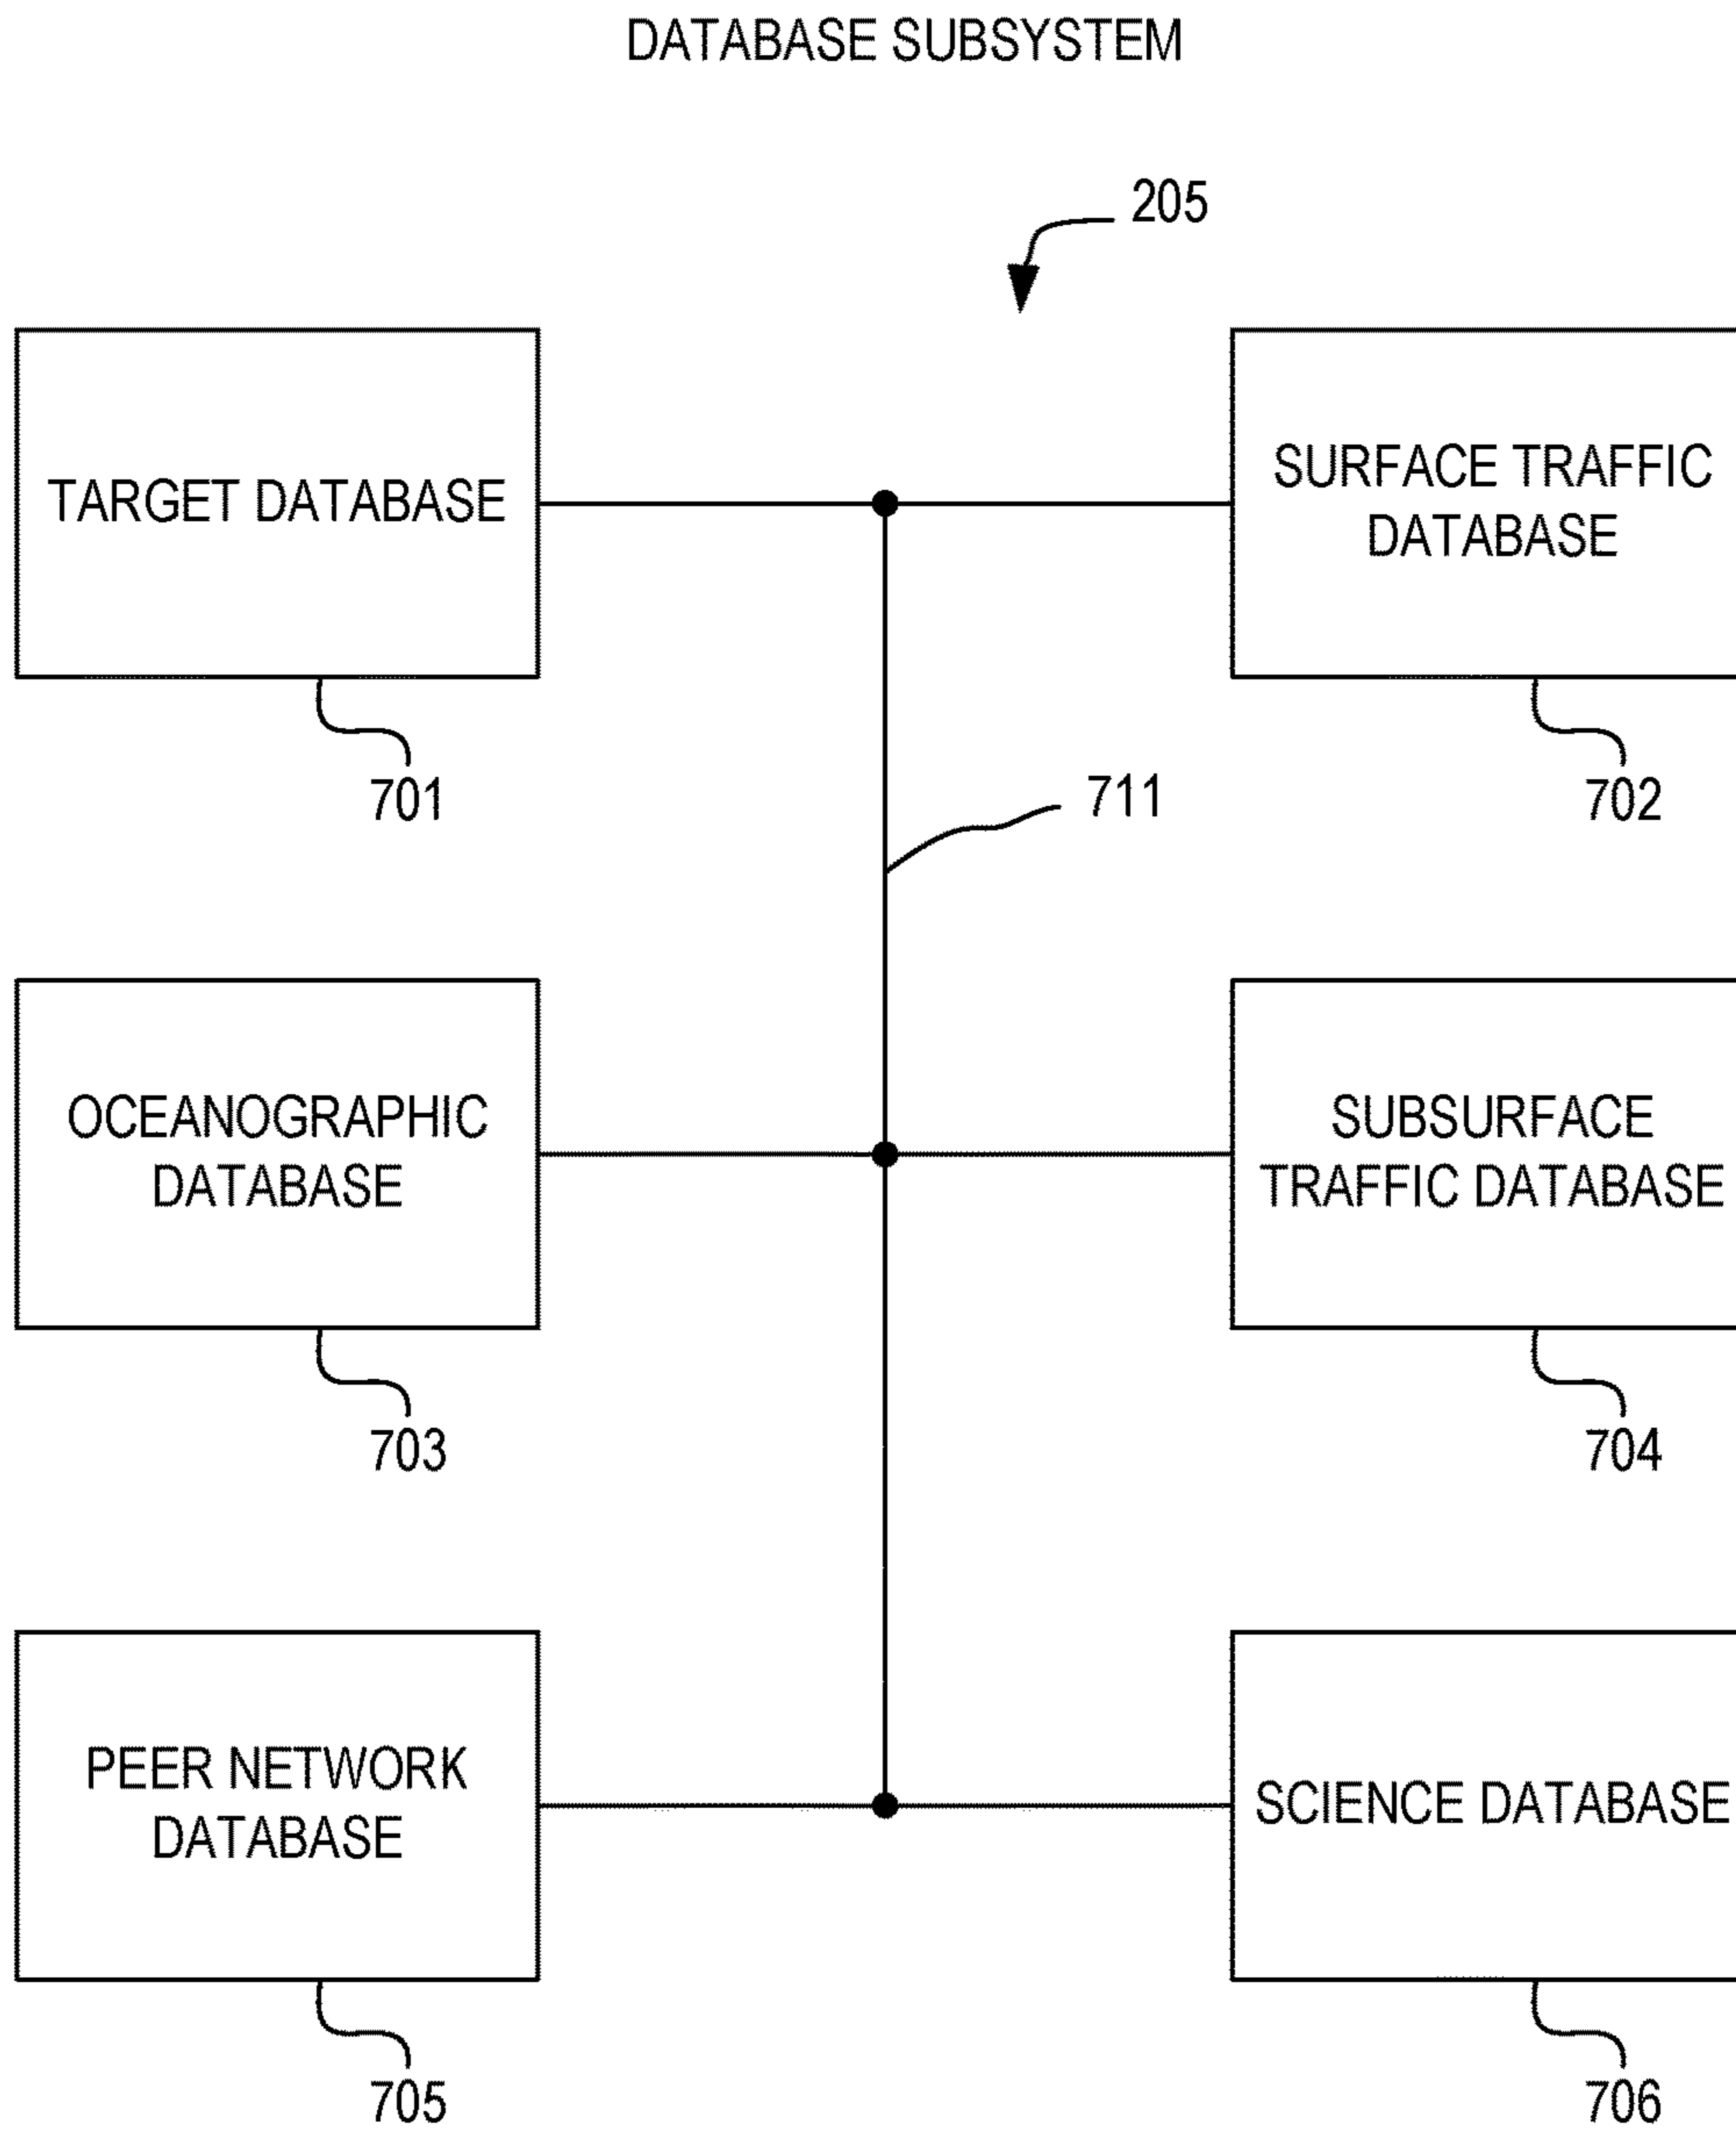 DATABASE SUBSYSTEM
205
TARGET DATABASE
SURFACE TRAFFIC
DATABASE
701
702
711
OCEANOGRAPHIC
DATABASE
SUBSURFACE
TRAFFIC DATABASE
703
704
PEER NETWORK
DATABASE
SCIENCE DATABASE
705
706